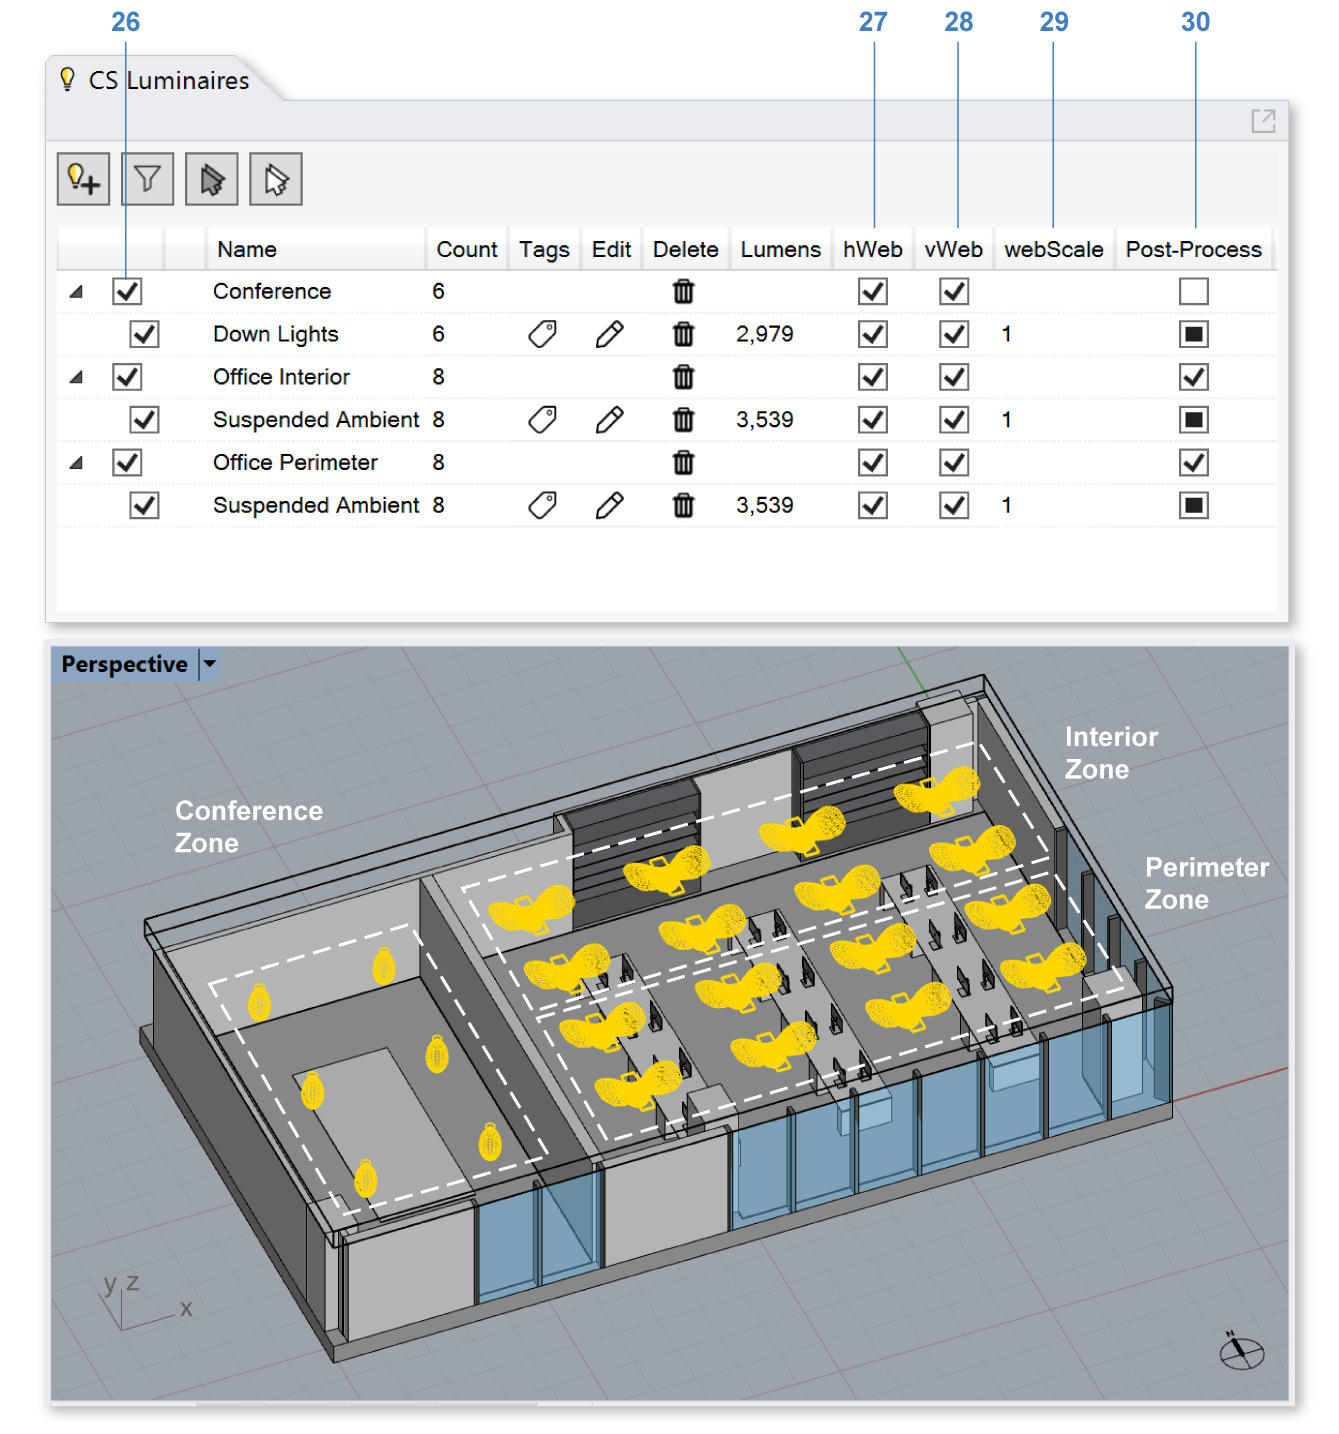 26 27 28 29 30
CS Luminaires
Name Count Tags Edit Delete Lumens hWeb vWeb webScale Post-Process
Conference 6
Down Lights 6 2,979 1
Office Interior 8
Suspended Ambient 8 3,539 1
Office Perimeter 8
Suspended Ambient 8 3,539 1
Perspective
Interior
Zone
Conference
Zone
Perimeter
Zone
y z
x
N